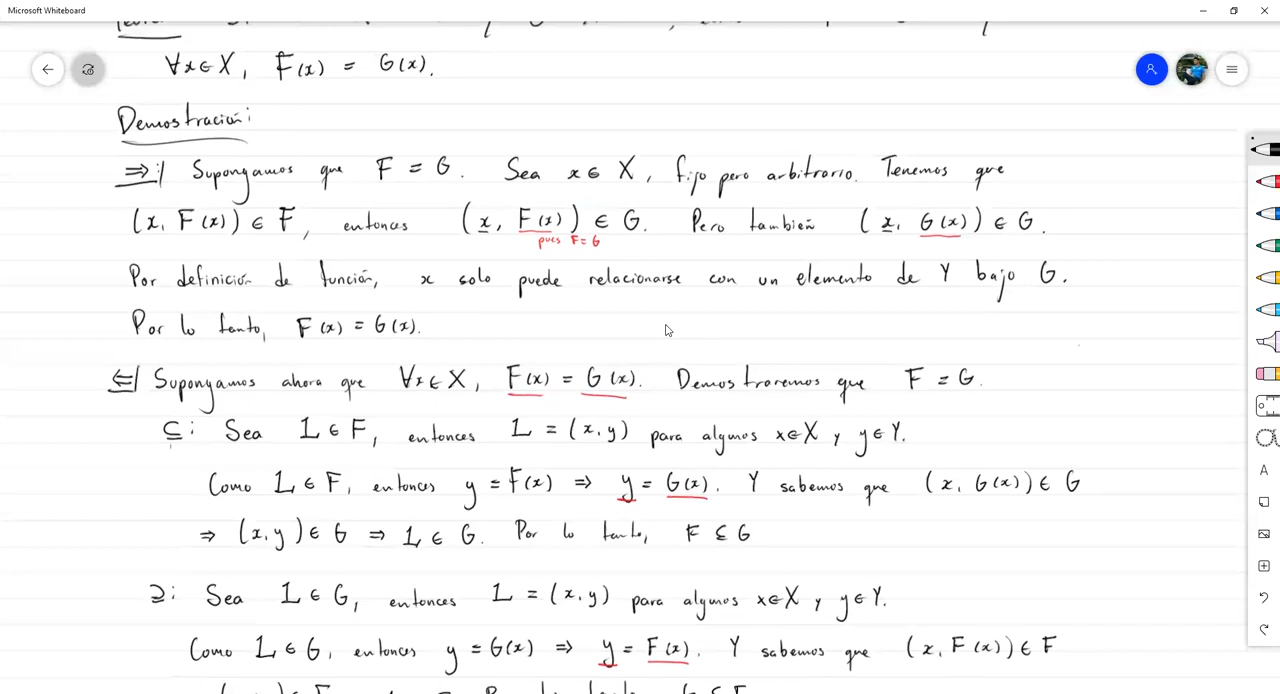 Microsoft Whiteboard
∀x∈X, F(x) = G(x).
Demostración:
⇒:| Supongamos que F = G. Sea x ∈ X, fijo pero arbitrario. Tenemos que
(x, F(x)) ∈ F, entonces (x, F(x)) ∈ G. Pero también (x, G(x)) ∈ G.
pues F = G
Por definición de función, x solo puede relacionarse con un elemento de Y bajo G.
Por lo tanto, F(x) = G(x).
⇐| Supongamos ahora que ∀x∈X, F(x) = G(x). Demostraremos que F = G.
⊆: Sea L ∈ F, entonces L = (x,y) para algunos x∈X y y∈Y.
Como L ∈ F, entonces y = F(x) ⇒ y = G(x). Y sabemos que (x, G(x)) ∈ G
⇒ (x,y) ∈ G ⇒ L ∈ G. Por lo tanto, F ⊆ G
⊇: Sea L ∈ G, entonces L = (x,y) para algunos x∈X y y∈Y.
Como L ∈ G, entonces y = G(x) ⇒ y = F(x). Y sabemos que (x, F(x)) ∈ F